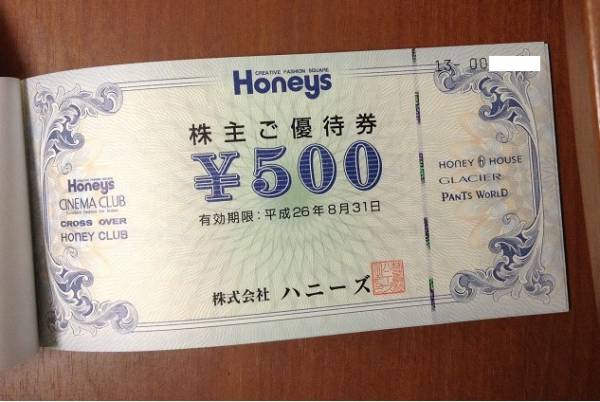 CREATIVE FASHION SQUARE
Honeys
13- 00
株主ご優待券
¥500
有効期限:平成26年8月31日
株式会社 ハニーズ
Honeys
CINEMA CLUB
CROSS OVER
HONEY CLUB
HONEY HOUSE
GLACIER
PANTS WORLD